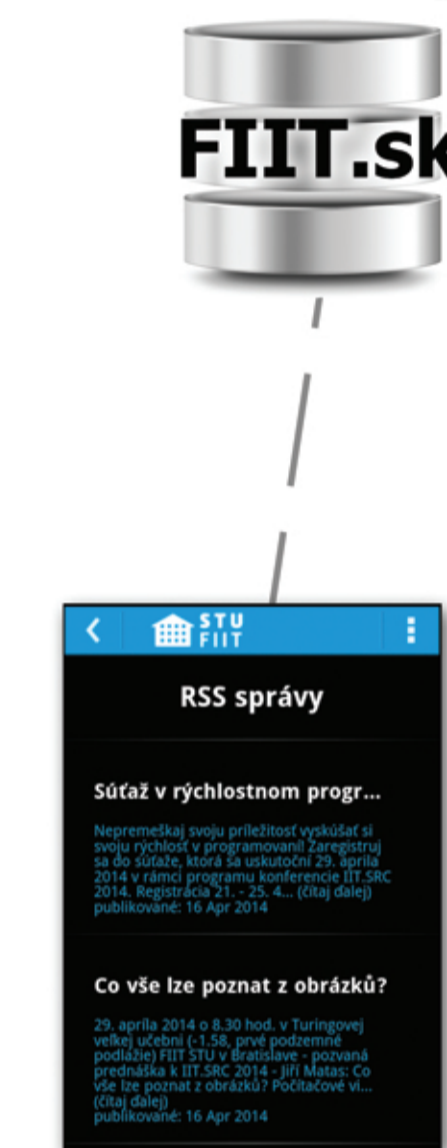 FIIT.sk
STU
FIIT
RSS správy
Súťaž v rýchlostnom progr...
Nepremeškaj svoju príležitosť vyskúšať si
svoju rýchlosť v programovaní! Zaregistruj
sa do súťaže, ktorá sa uskutoční 29. apríla
2014 v rámci programu konferencie IIT.SRC
2014. Registrácia 21. - 25. 4... (čítaj ďalej)
publikované: 16 Apr 2014
Co vše lze poznat z obrázků?
29. apríla 2014 o 8.30 hod. v Turingovej
veľkej učebni (-1.58, prvé podzemné
podlažie) FIIT STU v Bratislave - pozvaná
prednáška k IIT.SRC 2014 - Jiří Matas: Co
vše lze poznat z obrázků? Počítačové vi...
(čítaj ďalej)
publikované: 16 Apr 2014